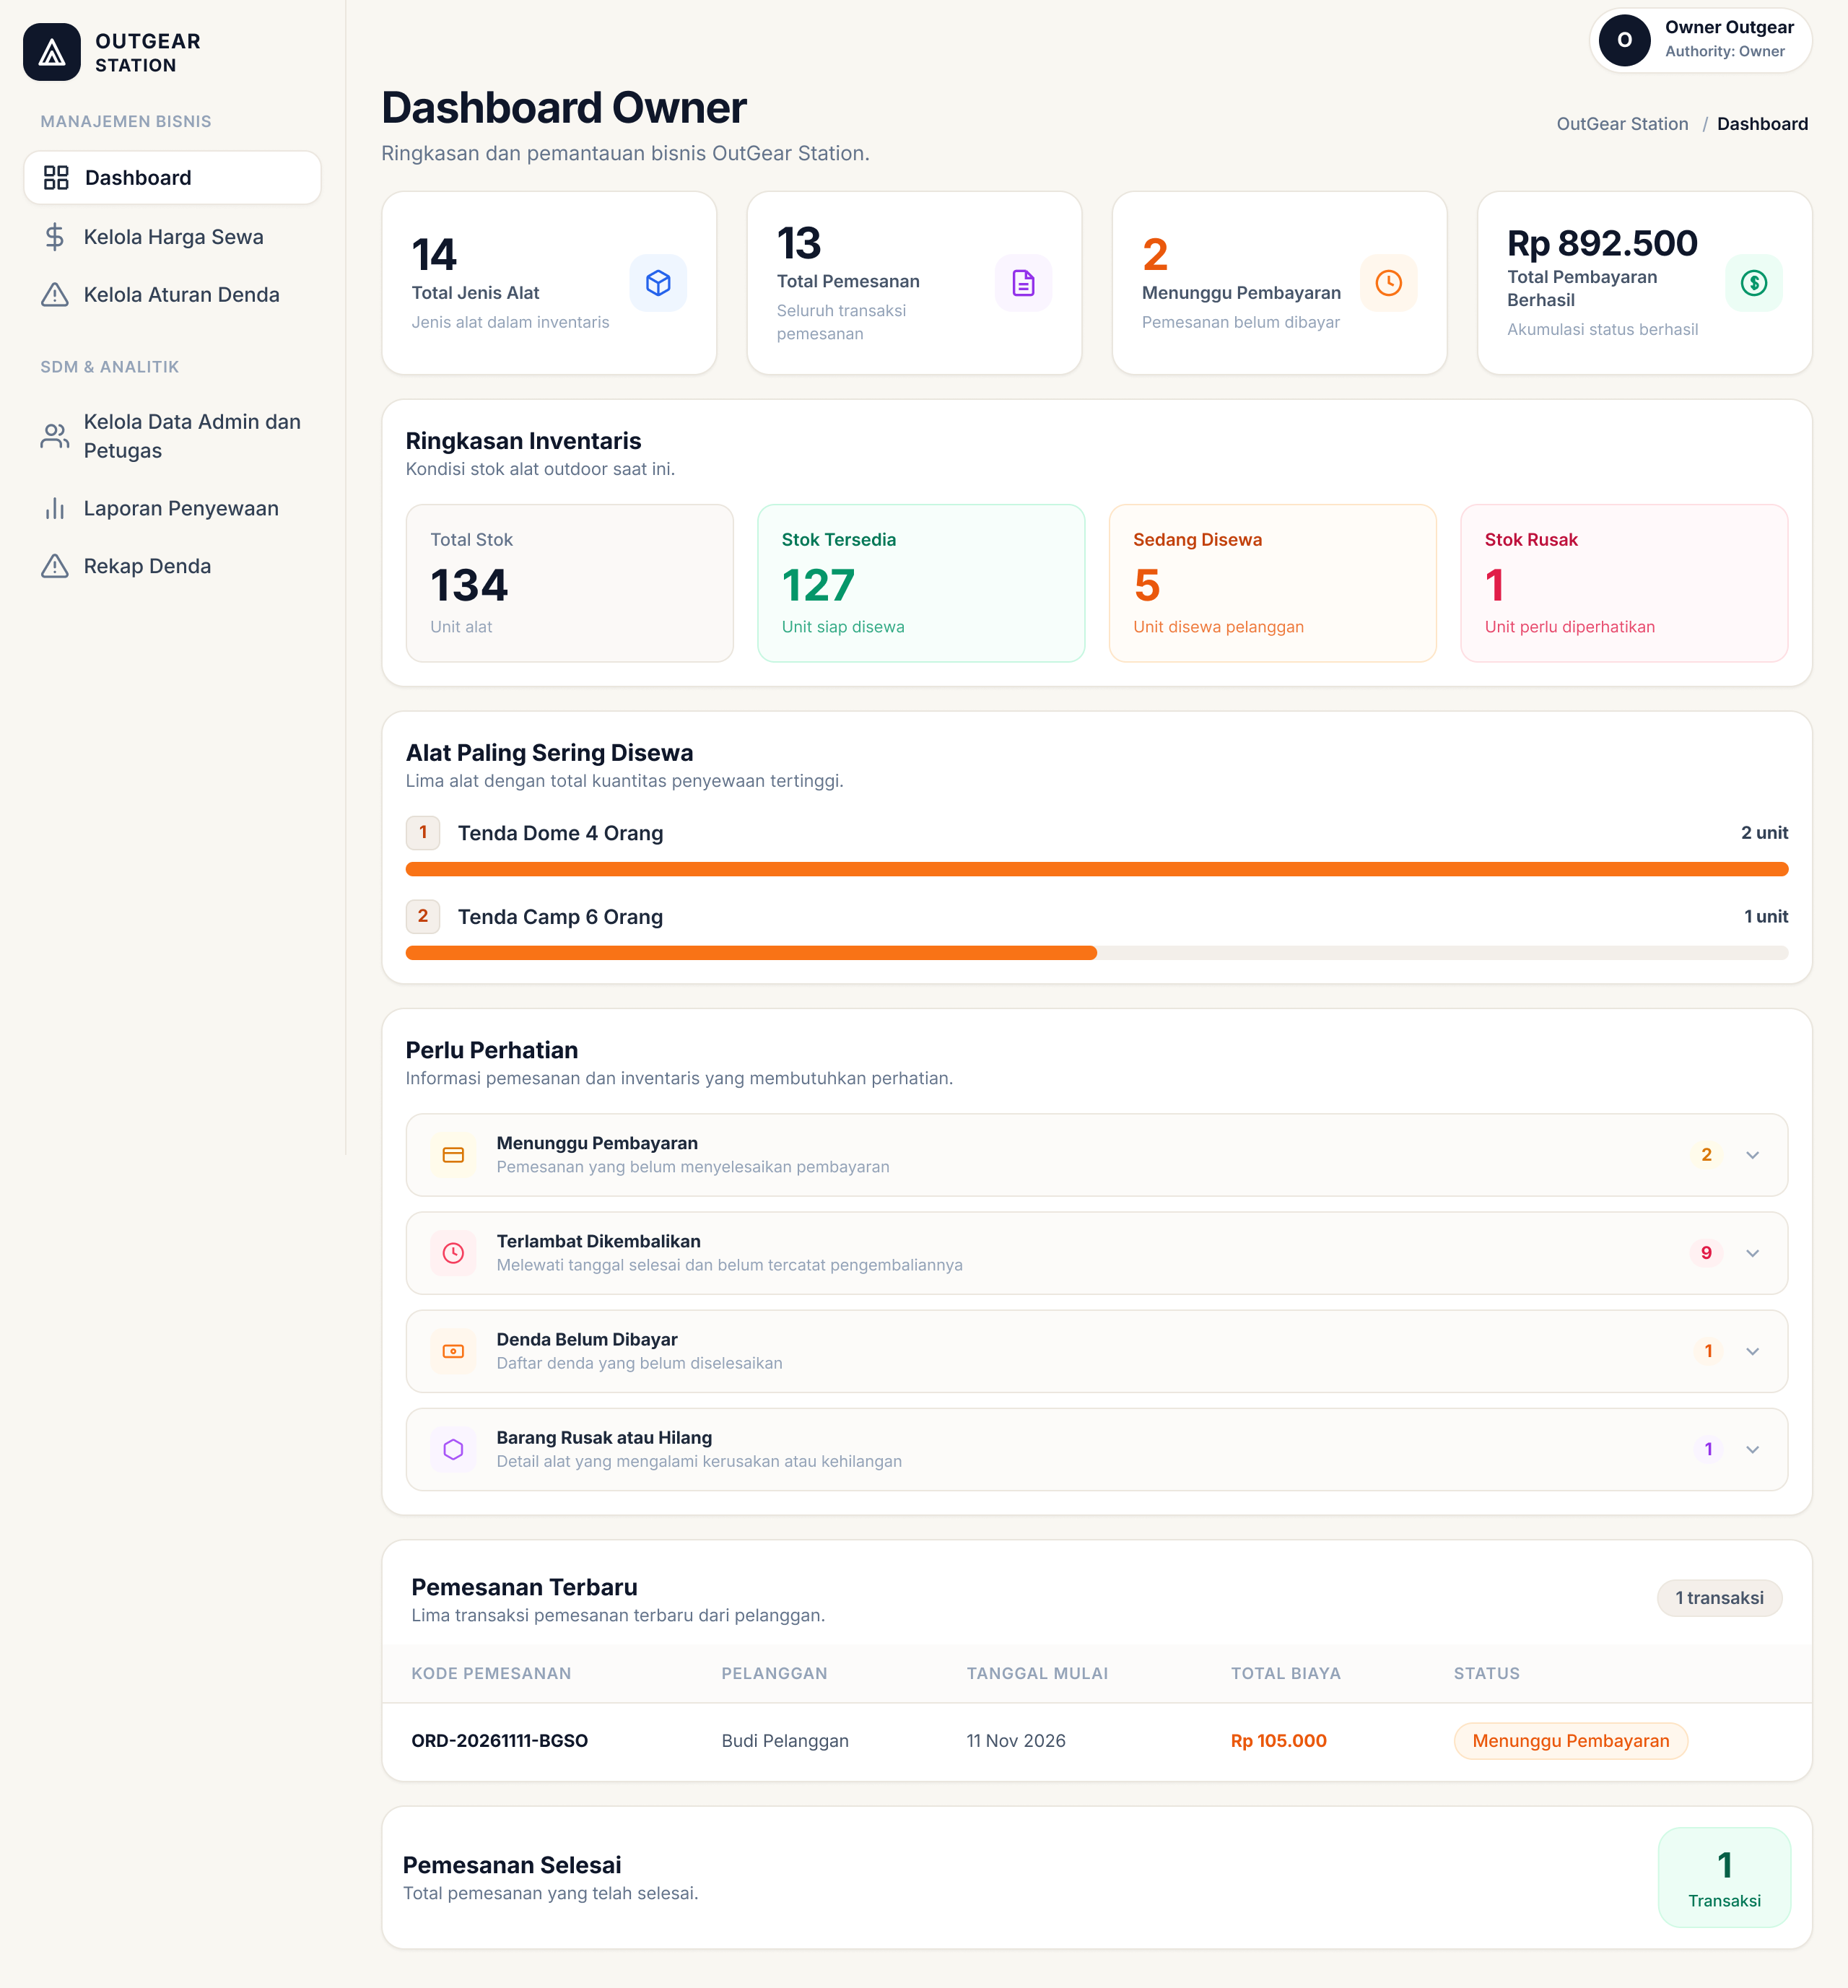 OUTGEAR
STATION
MANAJEMEN BISNIS
Dashboard
Kelola Harga Sewa
Kelola Aturan Denda
SDM & ANALITIK
Kelola Data Admin dan
Petugas
Laporan Penyewaan
Rekap Denda
O
Owner Outgear
Authority: Owner
Dashboard Owner
Ringkasan dan pemantauan bisnis OutGear Station.
OutGear Station / Dashboard
14
Total Jenis Alat
Jenis alat dalam inventaris
13
Total Pemesanan
Seluruh transaksi
pemesanan
2
Menunggu Pembayaran
Pemesanan belum dibayar
Rp 892.500
Total Pembayaran
Berhasil
Akumulasi status berhasil
Ringkasan Inventaris
Kondisi stok alat outdoor saat ini.
Total Stok
134
Unit alat
Stok Tersedia
127
Unit siap disewa
Sedang Disewa
5
Unit disewa pelanggan
Stok Rusak
1
Unit perlu diperhatikan
Alat Paling Sering Disewa
Lima alat dengan total kuantitas penyewaan tertinggi.
1 Tenda Dome 4 Orang 2 unit
2 Tenda Camp 6 Orang 1 unit
Perlu Perhatian
Informasi pemesanan dan inventaris yang membutuhkan perhatian.
Menunggu Pembayaran
Pemesanan yang belum menyelesaikan pembayaran
2
Terlambat Dikembalikan
Melewati tanggal selesai dan belum tercatat pengembaliannya
9
Denda Belum Dibayar
Daftar denda yang belum diselesaikan
1
Barang Rusak atau Hilang
Detail alat yang mengalami kerusakan atau kehilangan
1
Pemesanan Terbaru
Lima transaksi pemesanan terbaru dari pelanggan.
1 transaksi
KODE PEMESANAN PELANGGAN TANGGAL MULAI TOTAL BIAYA STATUS
ORD-20261111-BGSO Budi Pelanggan 11 Nov 2026 Rp 105.000 Menunggu Pembayaran
Pemesanan Selesai
Total pemesanan yang telah selesai.
1
Transaksi